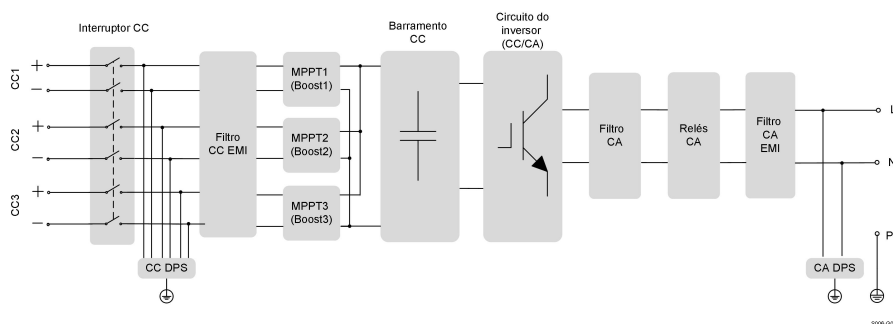 Interruptor CC
Barramento
CC
Circuito do
inversor
(CC/CA)
CC1
+
−
CC2
+
−
CC3
+
−
Filtro
CC EMI
MPPT1
(Boost1)
MPPT2
(Boost2)
MPPT3
(Boost3)
Filtro
CA
Relés
CA
Filtro
CA
EMI
L
N
CC DPS
CA DPS